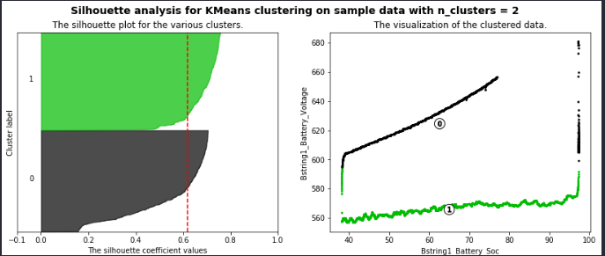 Silhouette analysis for KMeans clustering on sample data with n_clusters = 2
The silhouette plot for the various clusters.
Cluster label
1
0
−0.1 0.0 0.2 0.4 0.6 0.8 1.0
The silhouette coefficient values
The visualization of the clustered data.
Bstring1_Battery_Voltage
680
660
640
620
600
580
560
0
1
40 50 60 70 80 90 100
Bstring1_Battery_Soc